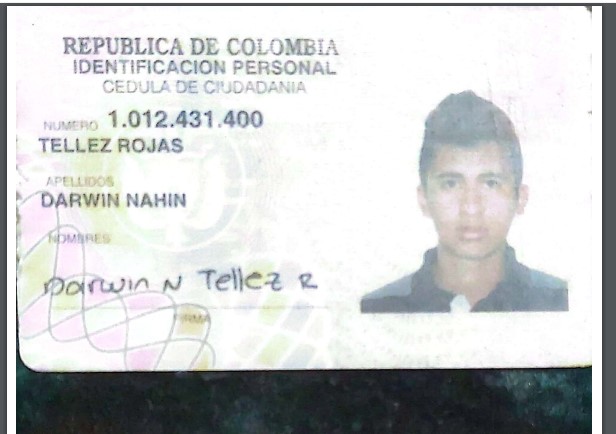 REPUBLICA DE COLOMBIA
IDENTIFICACION PERSONAL
CEDULA DE CIUDADANIA
NUMERO 1.012.431.400
TELLEZ ROJAS
APELLIDOS
DARWIN NAHIN
NOMBRES
Darwin N Tellez R
FIRMA